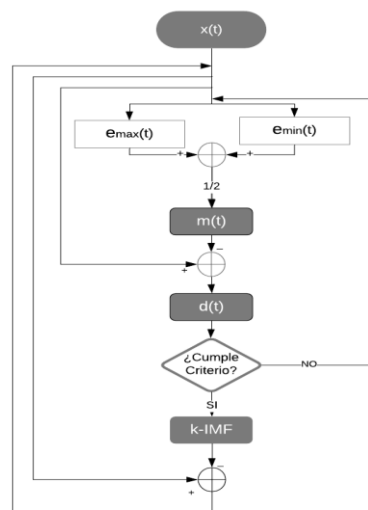 x(t)
emax(t)
emin(t)
+
+
1/2
m(t)
−
+
d(t)
¿Cumple
Criterio?
NO
SI
k-IMF
−
+